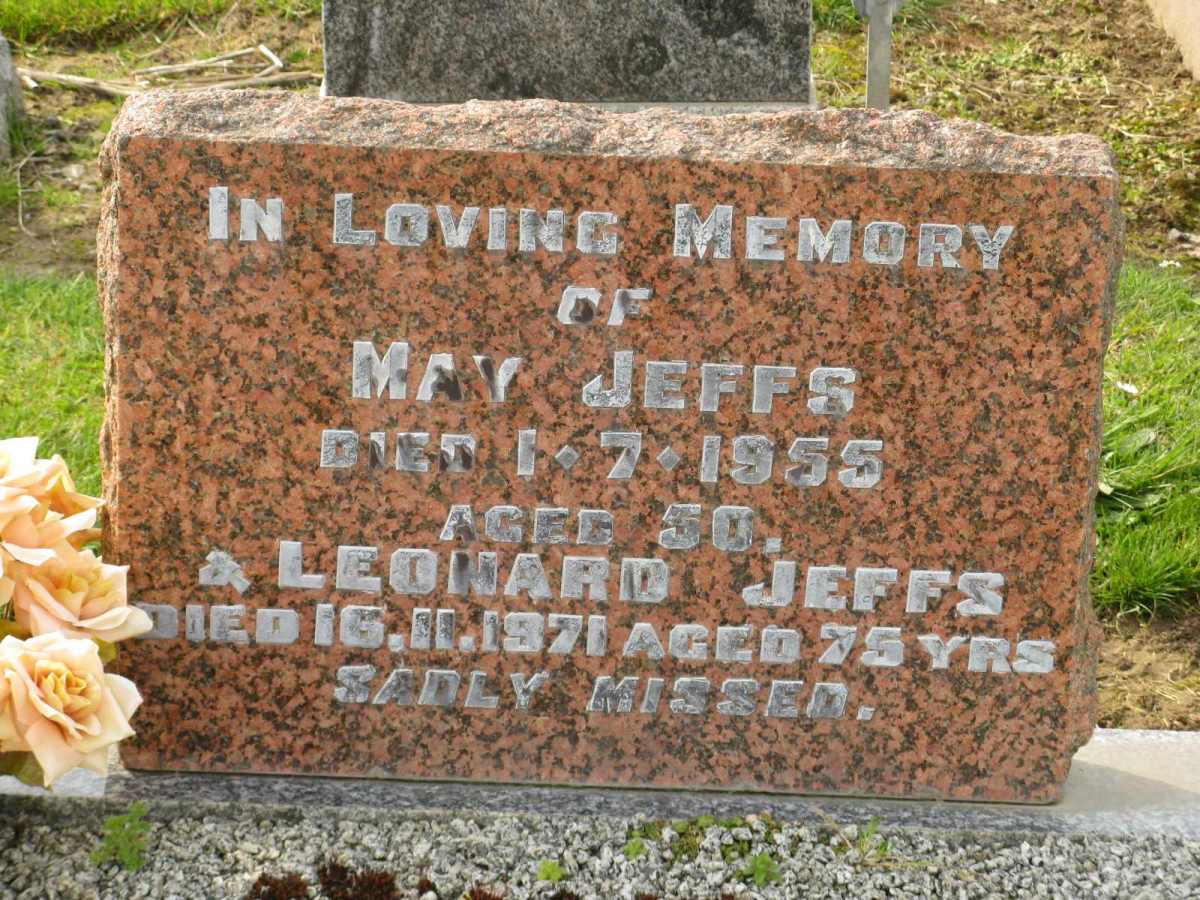 In Loving Memory
OF
May Jeffs
DIED 1·7·1955
AGED 50.
& LEONARD JEFFS
DIED 16.11.1971 AGED 75 YRS
SADLY MISSED.